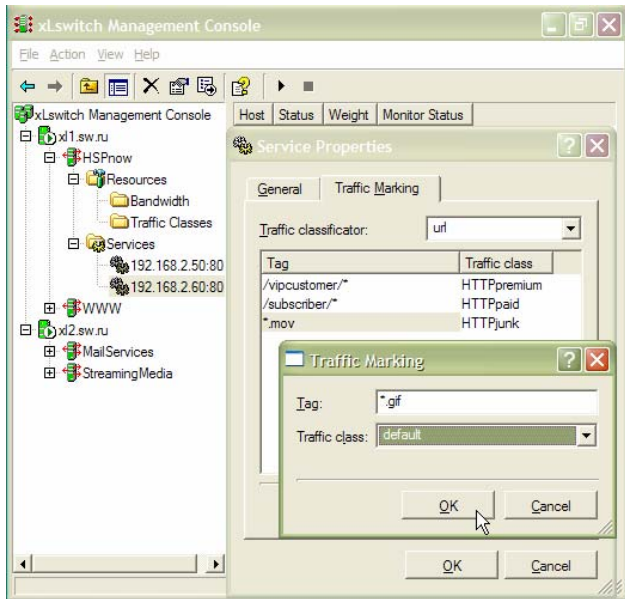 xLswitch Management Console
File Action View Help
xLswitch Management Console
xl1.sw.ru
HSPnow
Resources
Bandwidth
Traffic Classes
Services
192.168.2.50:80
192.168.2.60:80
WWW
xl2.sw.ru
MailServices
StreamingMedia
Host Status Weight Monitor Status
Service Properties
General Traffic Marking
Traffic classificator: url
Tag Traffic class
/vipcustomer/* HTTPpremium
/subscriber/* HTTPpaid
*.mov HTTPjunk
Traffic Marking
Tag: *.gif
Traffic class: default
OK Cancel
OK Cancel